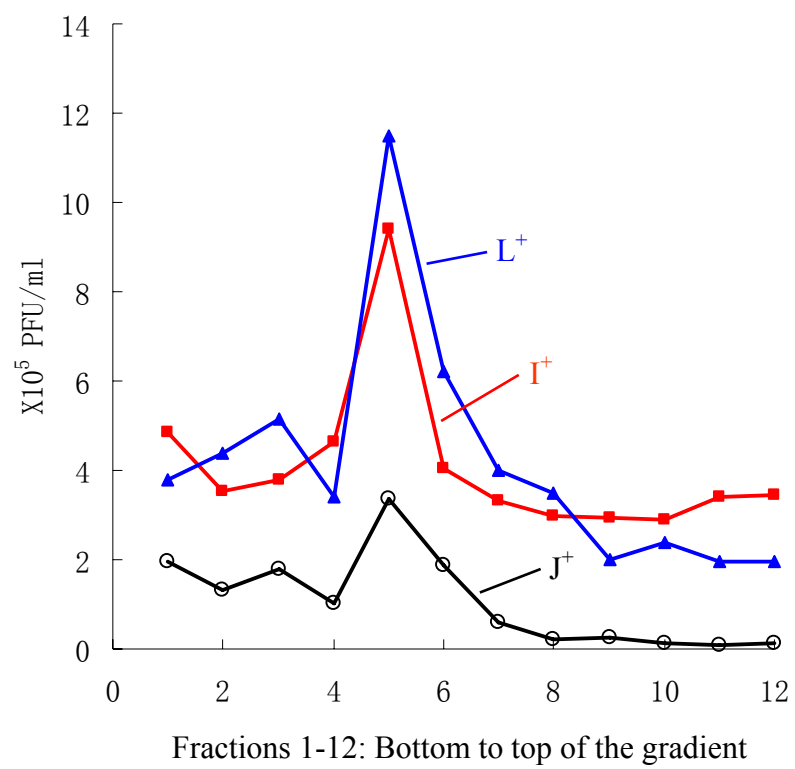 14
12
10
8
6
4
2
0
X10⁵ PFU/ml
L⁺
I⁺
J⁺
0 2 4 6 8 10 12
Fractions 1-12: Bottom to top of the gradient